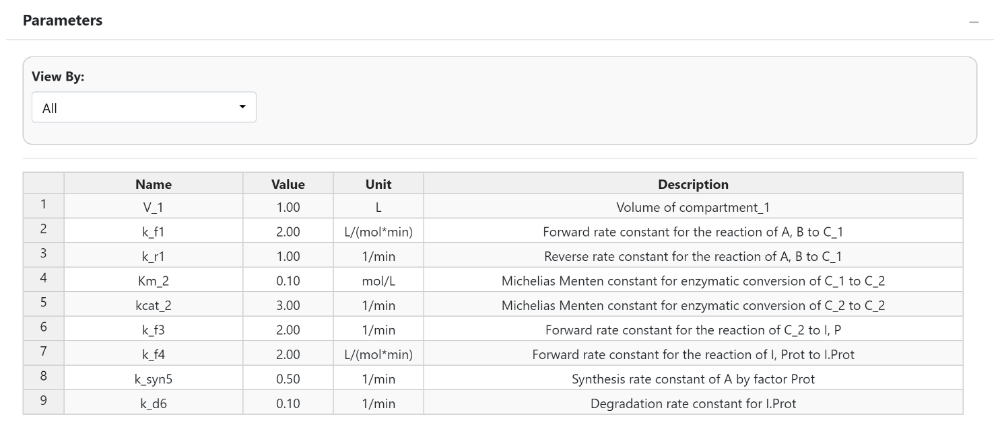 Parameters
View By:
All
Name Value Unit Description
1 V_1 1.00 L Volume of compartment_1
2 k_f1 2.00 L/(mol*min) Forward rate constant for the reaction of A, B to C_1
3 k_r1 1.00 1/min Reverse rate constant for the reaction of A, B to C_1
4 Km_2 0.10 mol/L Michelias Menten constant for enzymatic conversion of C_1 to C_2
5 kcat_2 3.00 1/min Michelias Menten constant for enzymatic conversion of C_2 to C_2
6 k_f3 2.00 1/min Forward rate constant for the reaction of C_2 to I, P
7 k_f4 2.00 L/(mol*min) Forward rate constant for the reaction of I, Prot to I.Prot
8 k_syn5 0.50 1/min Synthesis rate constant of A by factor Prot
9 k_d6 0.10 1/min Degradation rate constant for I.Prot